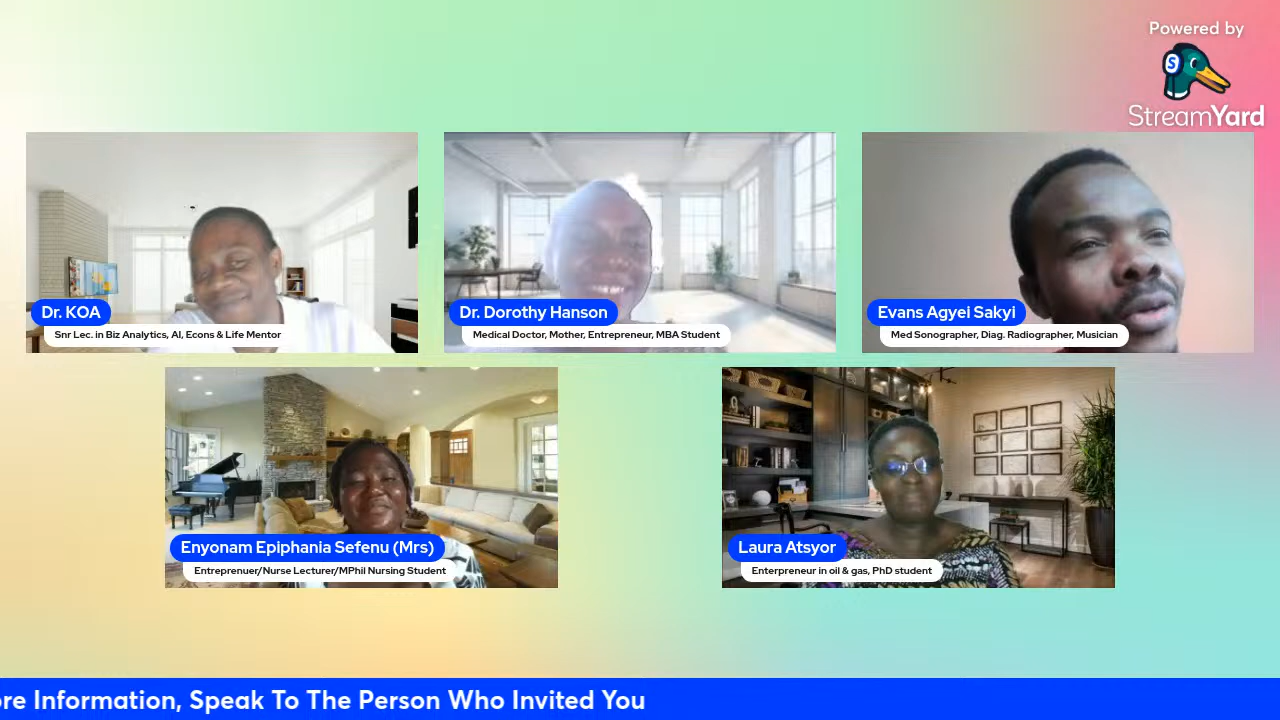 Powered by
S
StreamYard
Dr. KOA
Snr Lec. in Biz Analytics, AI, Econs & Life Mentor
Dr. Dorothy Hanson
Medical Doctor, Mother, Entrepreneur, MBA Student
Evans Agyei Sakyi
Med Sonographer, Diag. Radiographer, Musician
Enyonam Epiphania Sefenu (Mrs)
Entreprenuer/Nurse Lecturer/MPhil Nursing Student
Laura Atsyor
Enterpreneur in oil & gas, PhD student
ore Information, Speak To The Person Who Invited You